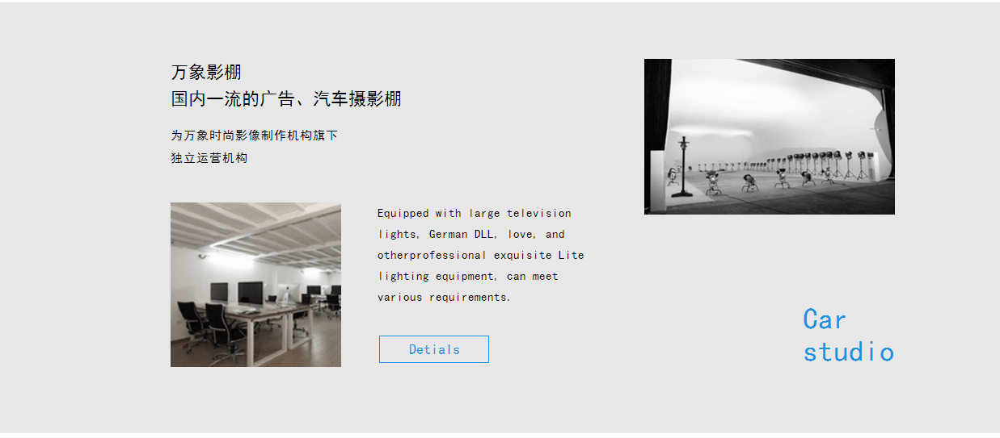 万象影棚
国内一流的广告、汽车摄影棚
为万象时尚影像制作机构旗下
独立运营机构
Equipped with large television
lights, German DLL, love, and
otherprofessional exquisite Lite
lighting equipment, can meet
various requirements.
Detials
Car
studio